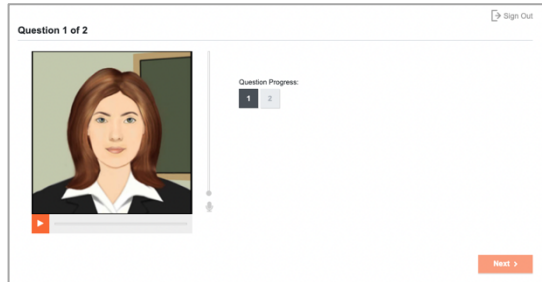 Sign Out
Question 1 of 2
Question Progress:
1 2
Next >